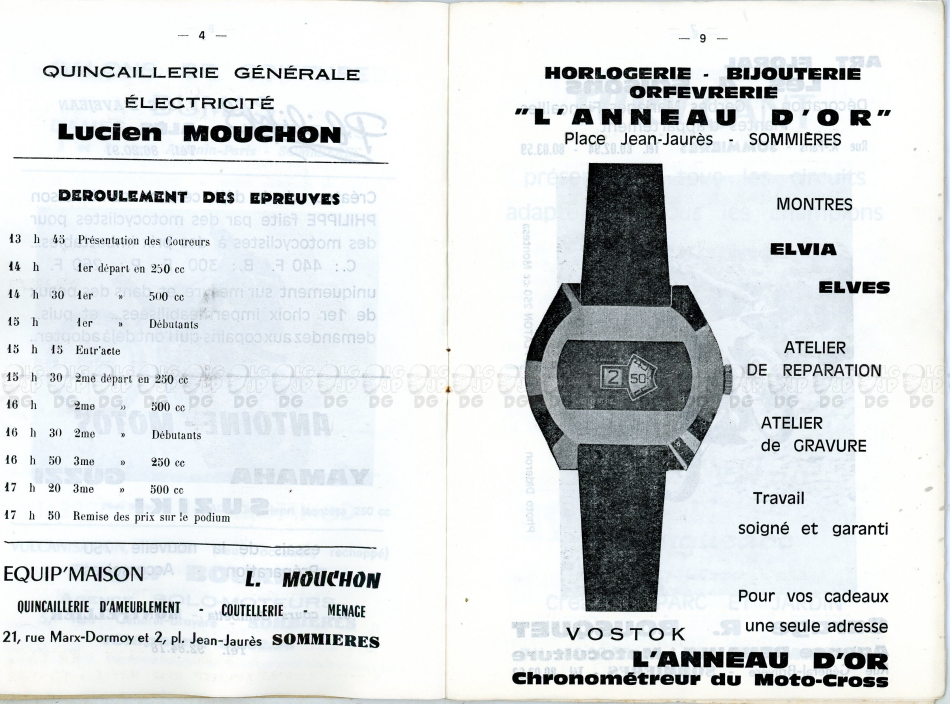 — 4 —
QUINCAILLERIE GÉNÉRALE
ÉLECTRICITÉ
Lucien MOUCHON
DEROULEMENT DES EPREUVES
13 h 45 Présentation des Coureurs
14 h 1er départ en 250 cc
14 h 30 1er » 500 cc
15 h 1er » Débutants
15 h 15 Entr'acte
15 h 30 2me départ en 250 cc
16 h 2me » 500 cc
16 h 30 2me » Débutants
16 h 50 3me » 250 cc
17 h 20 3me » 500 cc
17 h 50 Remise des prix sur le podium
EQUIP'MAISON L. MOUCHON
QUINCAILLERIE D'AMEUBLEMENT - COUTELLERIE - MENAGE
21, rue Marx-Dormoy et 2, pl. Jean-Jaurès SOMMIERES
— 9 —
HORLOGERIE - BIJOUTERIE
ORFEVRERIE
"L'ANNEAU D'OR"
Place Jean-Jaurès - SOMMIÈRES
MONTRES
ELVIA
ELVES
2 50
ATELIER
DE REPARATION
ATELIER
de GRAVURE
Travail
soigné et garanti
Pour vos cadeaux
une seule adresse
VOSTOK
L'ANNEAU D'OR
Chronométreur du Moto-Cross